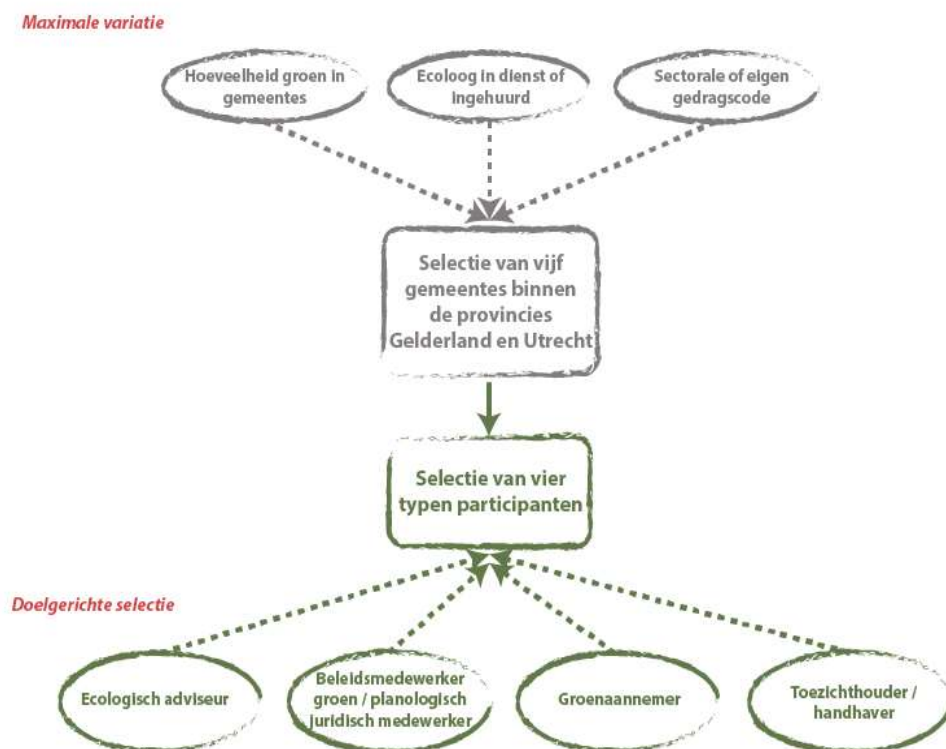 Maximale variatie
Hoeveelheid groen in
gemeentes
Ecoloog in dienst of
ingehuurd
Sectorale of eigen
gedragscode
Selectie van vijf
gemeentes binnen
de provincies
Gelderland en Utrecht
Selectie van vier
typen participanten
Doelgerichte selectie
Ecologisch adviseur
Beleidsmedewerker
groen / planologisch
juridisch medewerker
Groenaannemer
Toezichthouder /
handhaver